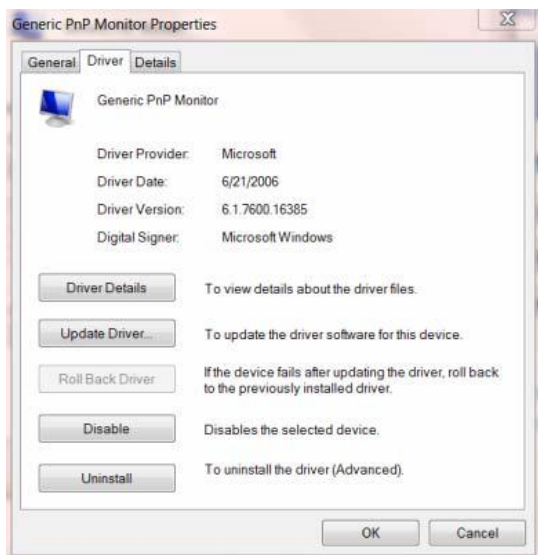 Generic PnP Monitor Properties
General Driver Details
Generic PnP Monitor
Driver Provider: Microsoft
Driver Date: 6/21/2006
Driver Version: 6.1.7600.16385
Digital Signer: Microsoft Windows
Driver Details To view details about the driver files.
Update Driver... To update the driver software for this device.
Roll Back Driver If the device fails after updating the driver, roll back
to the previously installed driver.
Disable Disables the selected device.
Uninstall To uninstall the driver (Advanced).
OK Cancel